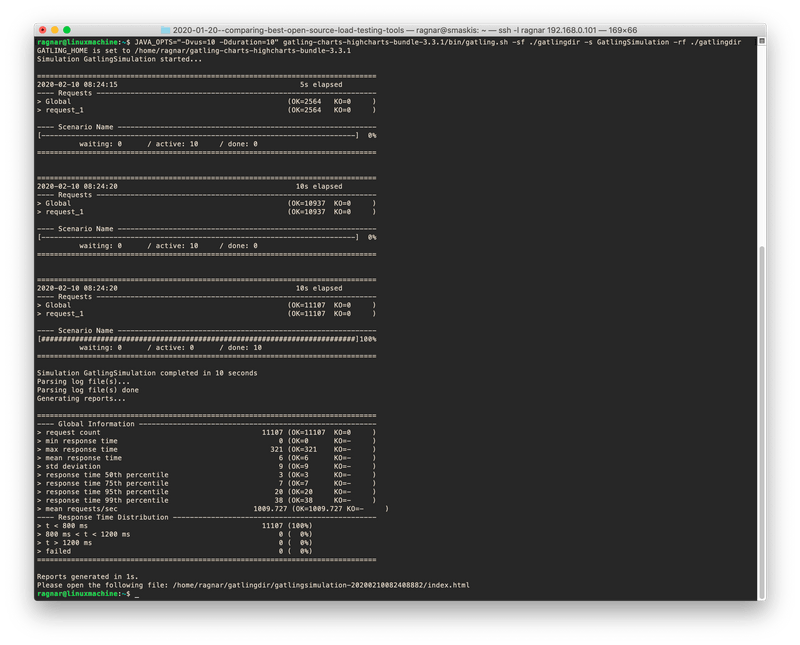 2020-01-20--comparing-best-open-source-load-testing-tools — ragnar@smaskis: ~ — ssh -l ragnar 192.168.0.101 — 169×66
ragnar@linuxmachine:~$ JAVA_OPTS="-Dvus=10 -Dduration=10" gatling-charts-highcharts-bundle-3.3.1/bin/gatling.sh -sf ./gatlingdir -s GatlingSimulation -rf ./gatlingdir
GATLING_HOME is set to /home/ragnar/gatling-charts-highcharts-bundle-3.3.1
Simulation GatlingSimulation started...
================================================================================
2020-02-10 08:24:15 5s elapsed
---- Requests ------------------------------------------------------------------
> Global (OK=2564 KO=0 )
> request_1 (OK=2564 KO=0 )
---- Scenario Name -------------------------------------------------------------
[--------------------------------------------------------------------------] 0%
waiting: 0 / active: 10 / done: 0
================================================================================
================================================================================
2020-02-10 08:24:20 10s elapsed
---- Requests ------------------------------------------------------------------
> Global (OK=10937 KO=0 )
> request_1 (OK=10937 KO=0 )
---- Scenario Name -------------------------------------------------------------
[--------------------------------------------------------------------------] 0%
waiting: 0 / active: 10 / done: 0
================================================================================
================================================================================
2020-02-10 08:24:20 10s elapsed
---- Requests ------------------------------------------------------------------
> Global (OK=11107 KO=0 )
> request_1 (OK=11107 KO=0 )
---- Scenario Name -------------------------------------------------------------
[##########################################################################]100%
waiting: 0 / active: 0 / done: 10
================================================================================
Simulation GatlingSimulation completed in 10 seconds
Parsing log file(s)...
Parsing log file(s) done
Generating reports...
================================================================================
---- Global Information --------------------------------------------------------
> request count 11107 (OK=11107 KO=0 )
> min response time 0 (OK=0 KO=- )
> max response time 321 (OK=321 KO=- )
> mean response time 6 (OK=6 KO=- )
> std deviation 9 (OK=9 KO=- )
> response time 50th percentile 3 (OK=3 KO=- )
> response time 75th percentile 7 (OK=7 KO=- )
> response time 95th percentile 20 (OK=20 KO=- )
> response time 99th percentile 38 (OK=38 KO=- )
> mean requests/sec 1009.727 (OK=1009.727 KO=- )
---- Response Time Distribution ------------------------------------------------
> t < 800 ms 11107 (100%)
> 800 ms < t < 1200 ms 0 ( 0%)
> t > 1200 ms 0 ( 0%)
> failed 0 ( 0%)
================================================================================
Reports generated in 1s.
Please open the following file: /home/ragnar/gatlingdir/gatlingsimulation-20200210082408882/index.html
ragnar@linuxmachine:~$ _